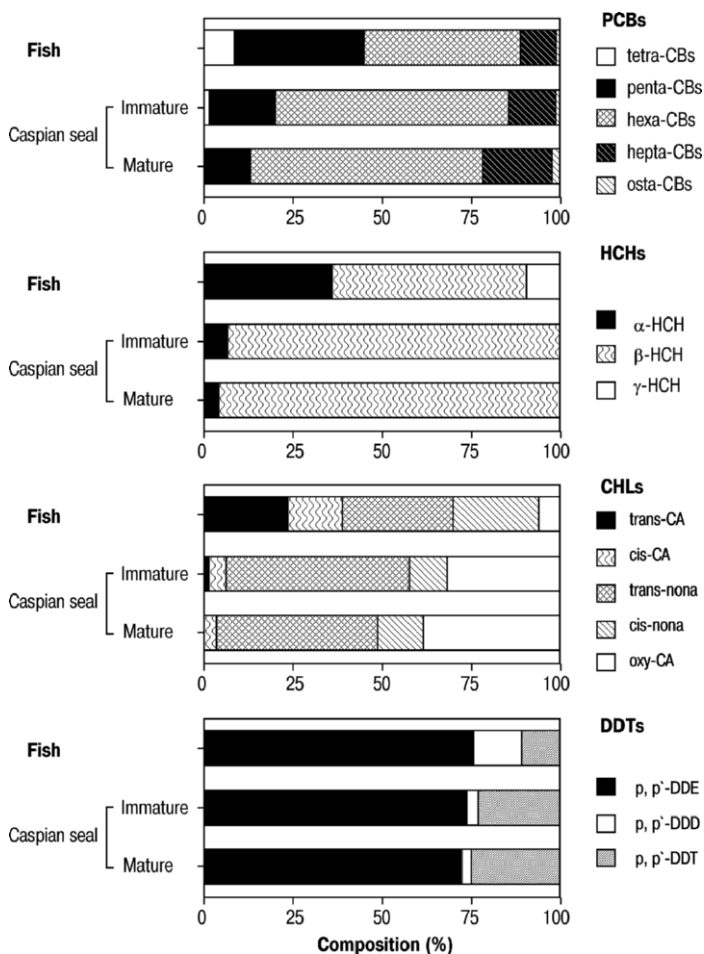 PCBs
Fish
tetra-CBs
penta-CBs
Immature
Caspian seal
hexa-CBs
Mature
hepta-CBs
osta-CBs
0 25 50 75 100
HCHs
Fish
α-HCH
Immature
Caspian seal
β-HCH
Mature
γ-HCH
0 25 50 75 100
CHLs
Fish
trans-CA
cis-CA
Immature
Caspian seal
trans-nona
Mature
cis-nona
oxy-CA
0 25 50 75 100
DDTs
Fish
p, p`-DDE
Immature
Caspian seal
p, p`-DDD
Mature
p, p`-DDT
0 25 50 75 100
Composition (%)